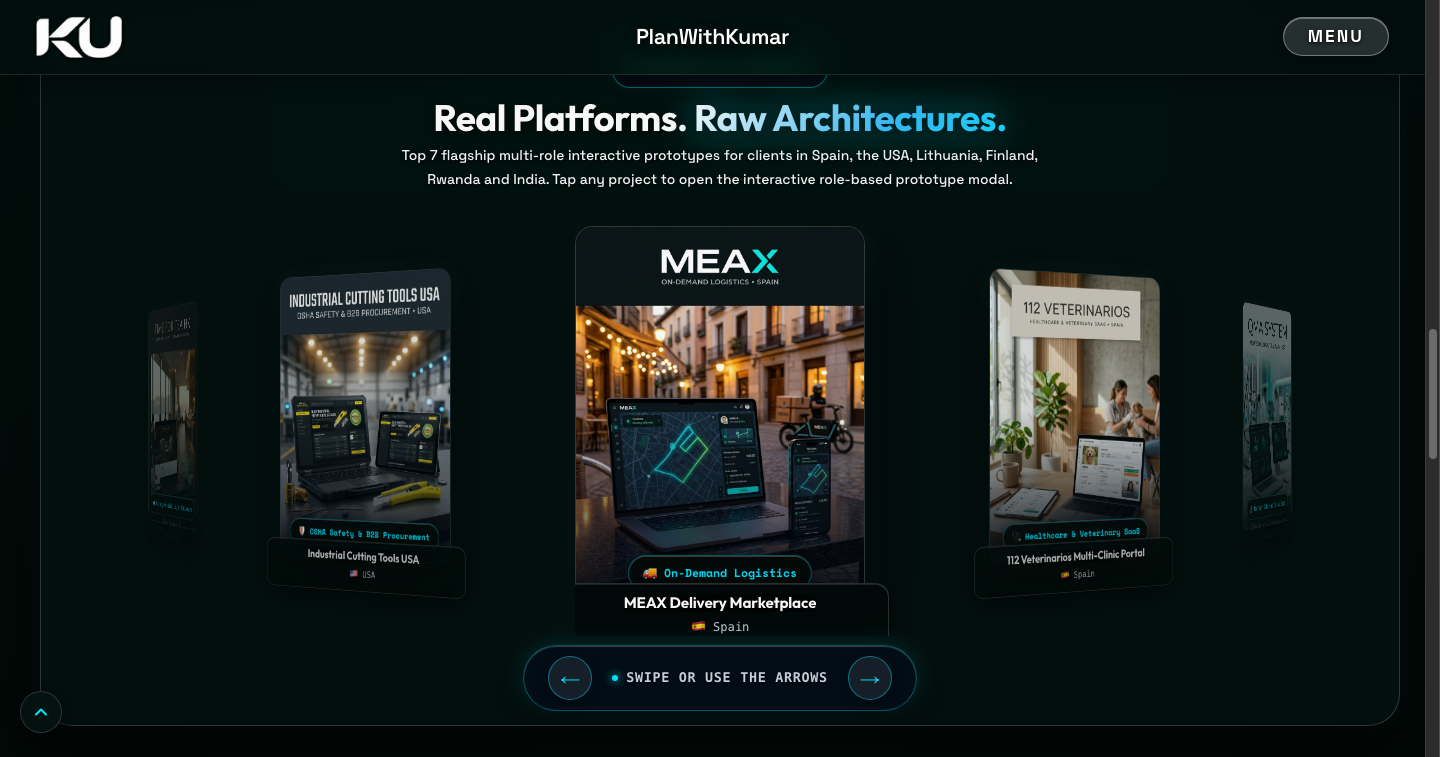 KU
PlanWithKumar
MENU
Real Platforms. Raw Architectures.
Top 7 flagship multi-role interactive prototypes for clients in Spain, the USA, Lithuania, Finland,
Rwanda and India. Tap any project to open the interactive role-based prototype modal.
INDUSTRIAL CUTTING TOOLS USA
OSHA SAFETY & B2B PROCUREMENT • USA
OSHA Safety & B2B Procurement
Industrial Cutting Tools USA
USA
MEAX
ON-DEMAND LOGISTICS • SPAIN
MEAX
MEAX
On-Demand Logistics
MEAX Delivery Marketplace
Spain
112 VETERINARIOS
HEALTHCARE & VETERINARY SAAS • SPAIN
Healthcare & Veterinary SaaS
112 Veterinarios Multi-Clinic Portal
Spain
← SWIPE OR USE THE ARROWS →